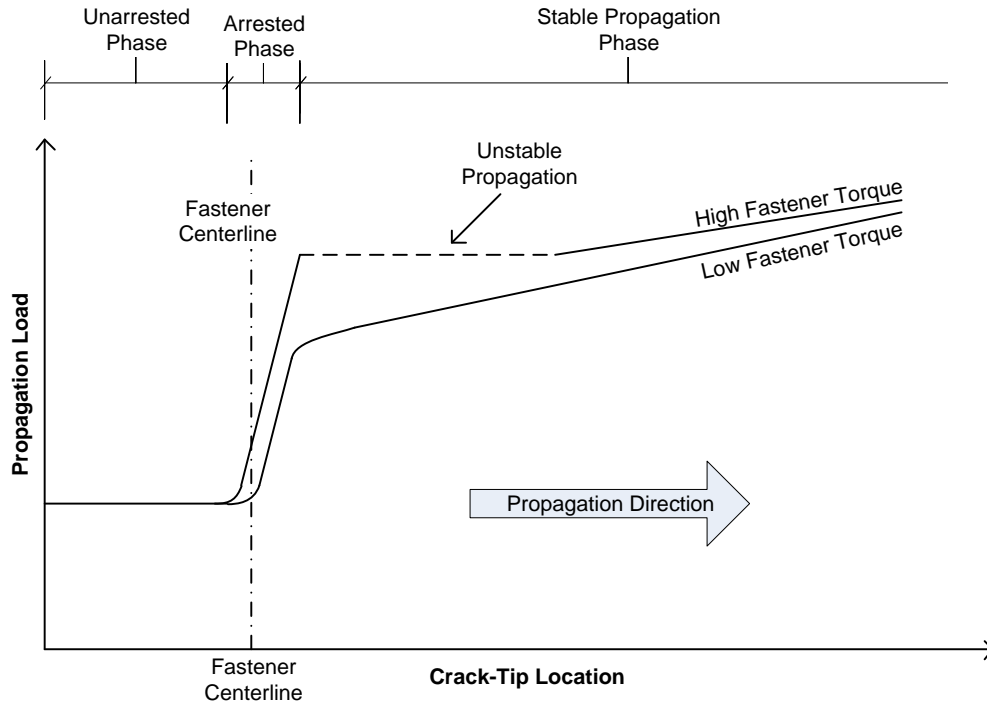 Unarrested
Phase
Arrested
Phase
Stable Propagation
Phase
Unstable
Propagation
Fastener
Centerline
High Fastener Torque
Low Fastener Torque
Propagation Load
Propagation Direction
Fastener
Centerline
Crack-Tip Location